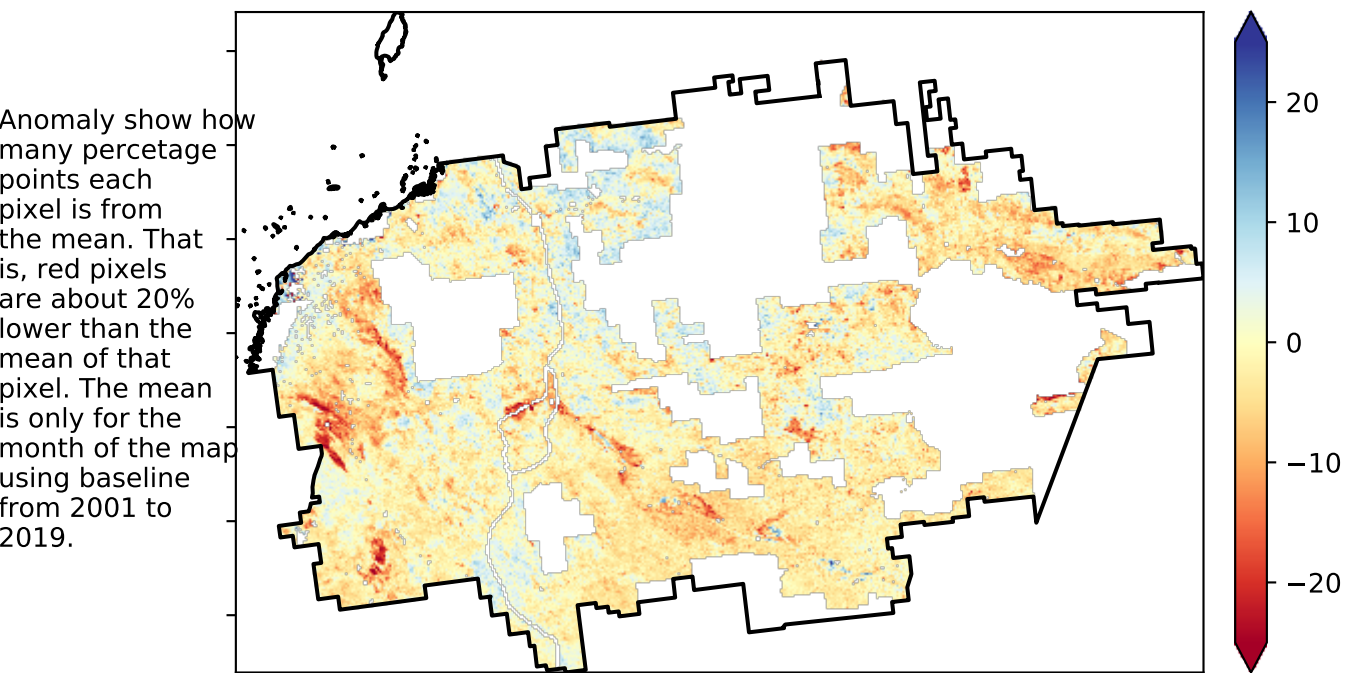 Anomaly show how
many percetage
points each
pixel is from
the mean. That
is, red pixels
are about 20%
lower than the
mean of that
pixel. The mean
is only for the
month of the map
using baseline
from 2001 to
2019.
20
10
0
−10
−20